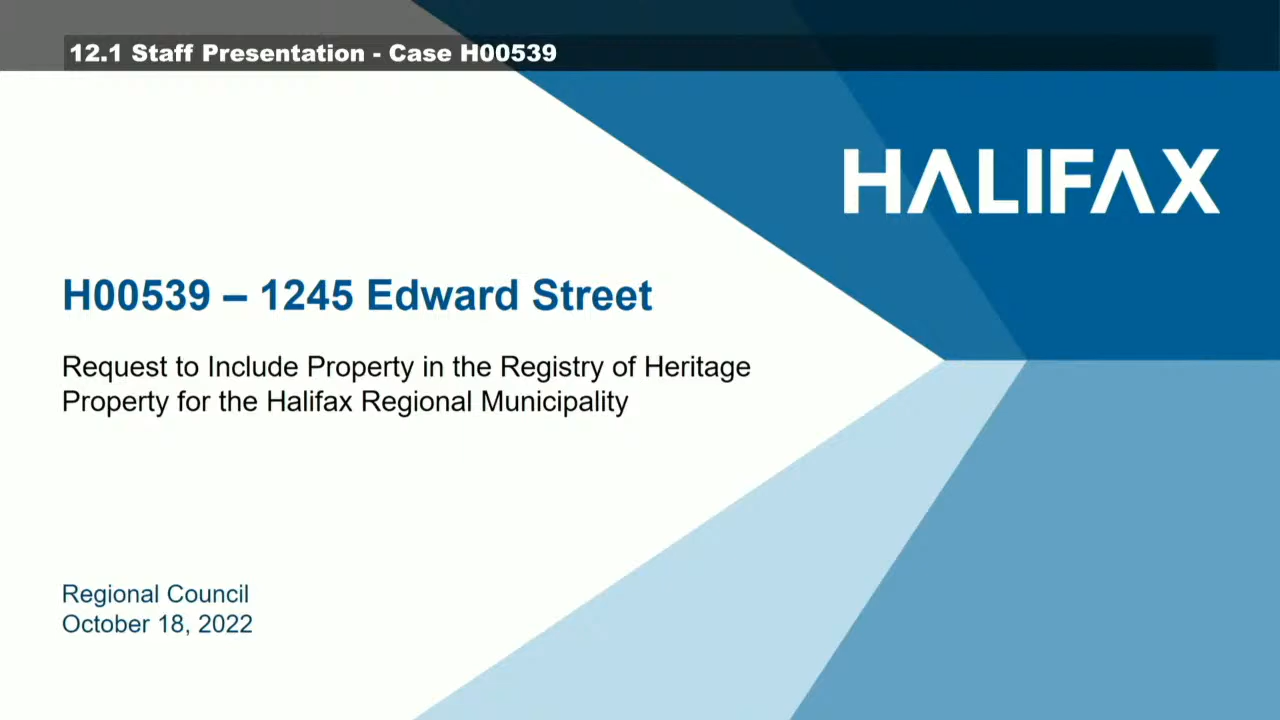 12.1 Staff Presentation - Case H00539
HALIFAX
H00539 – 1245 Edward Street
Request to Include Property in the Registry of Heritage
Property for the Halifax Regional Municipality
Regional Council
October 18, 2022